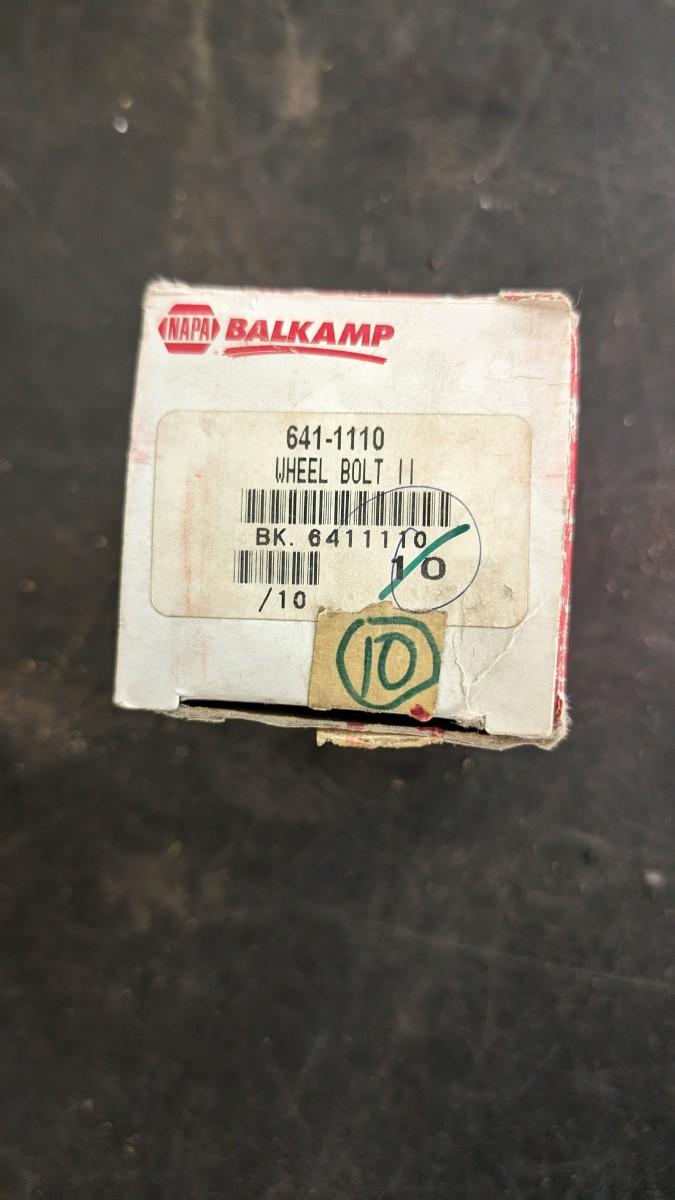 NAPA BALKAMP
641-1110
WHEEL BOLT II
BK. 6411110
10
/10
10